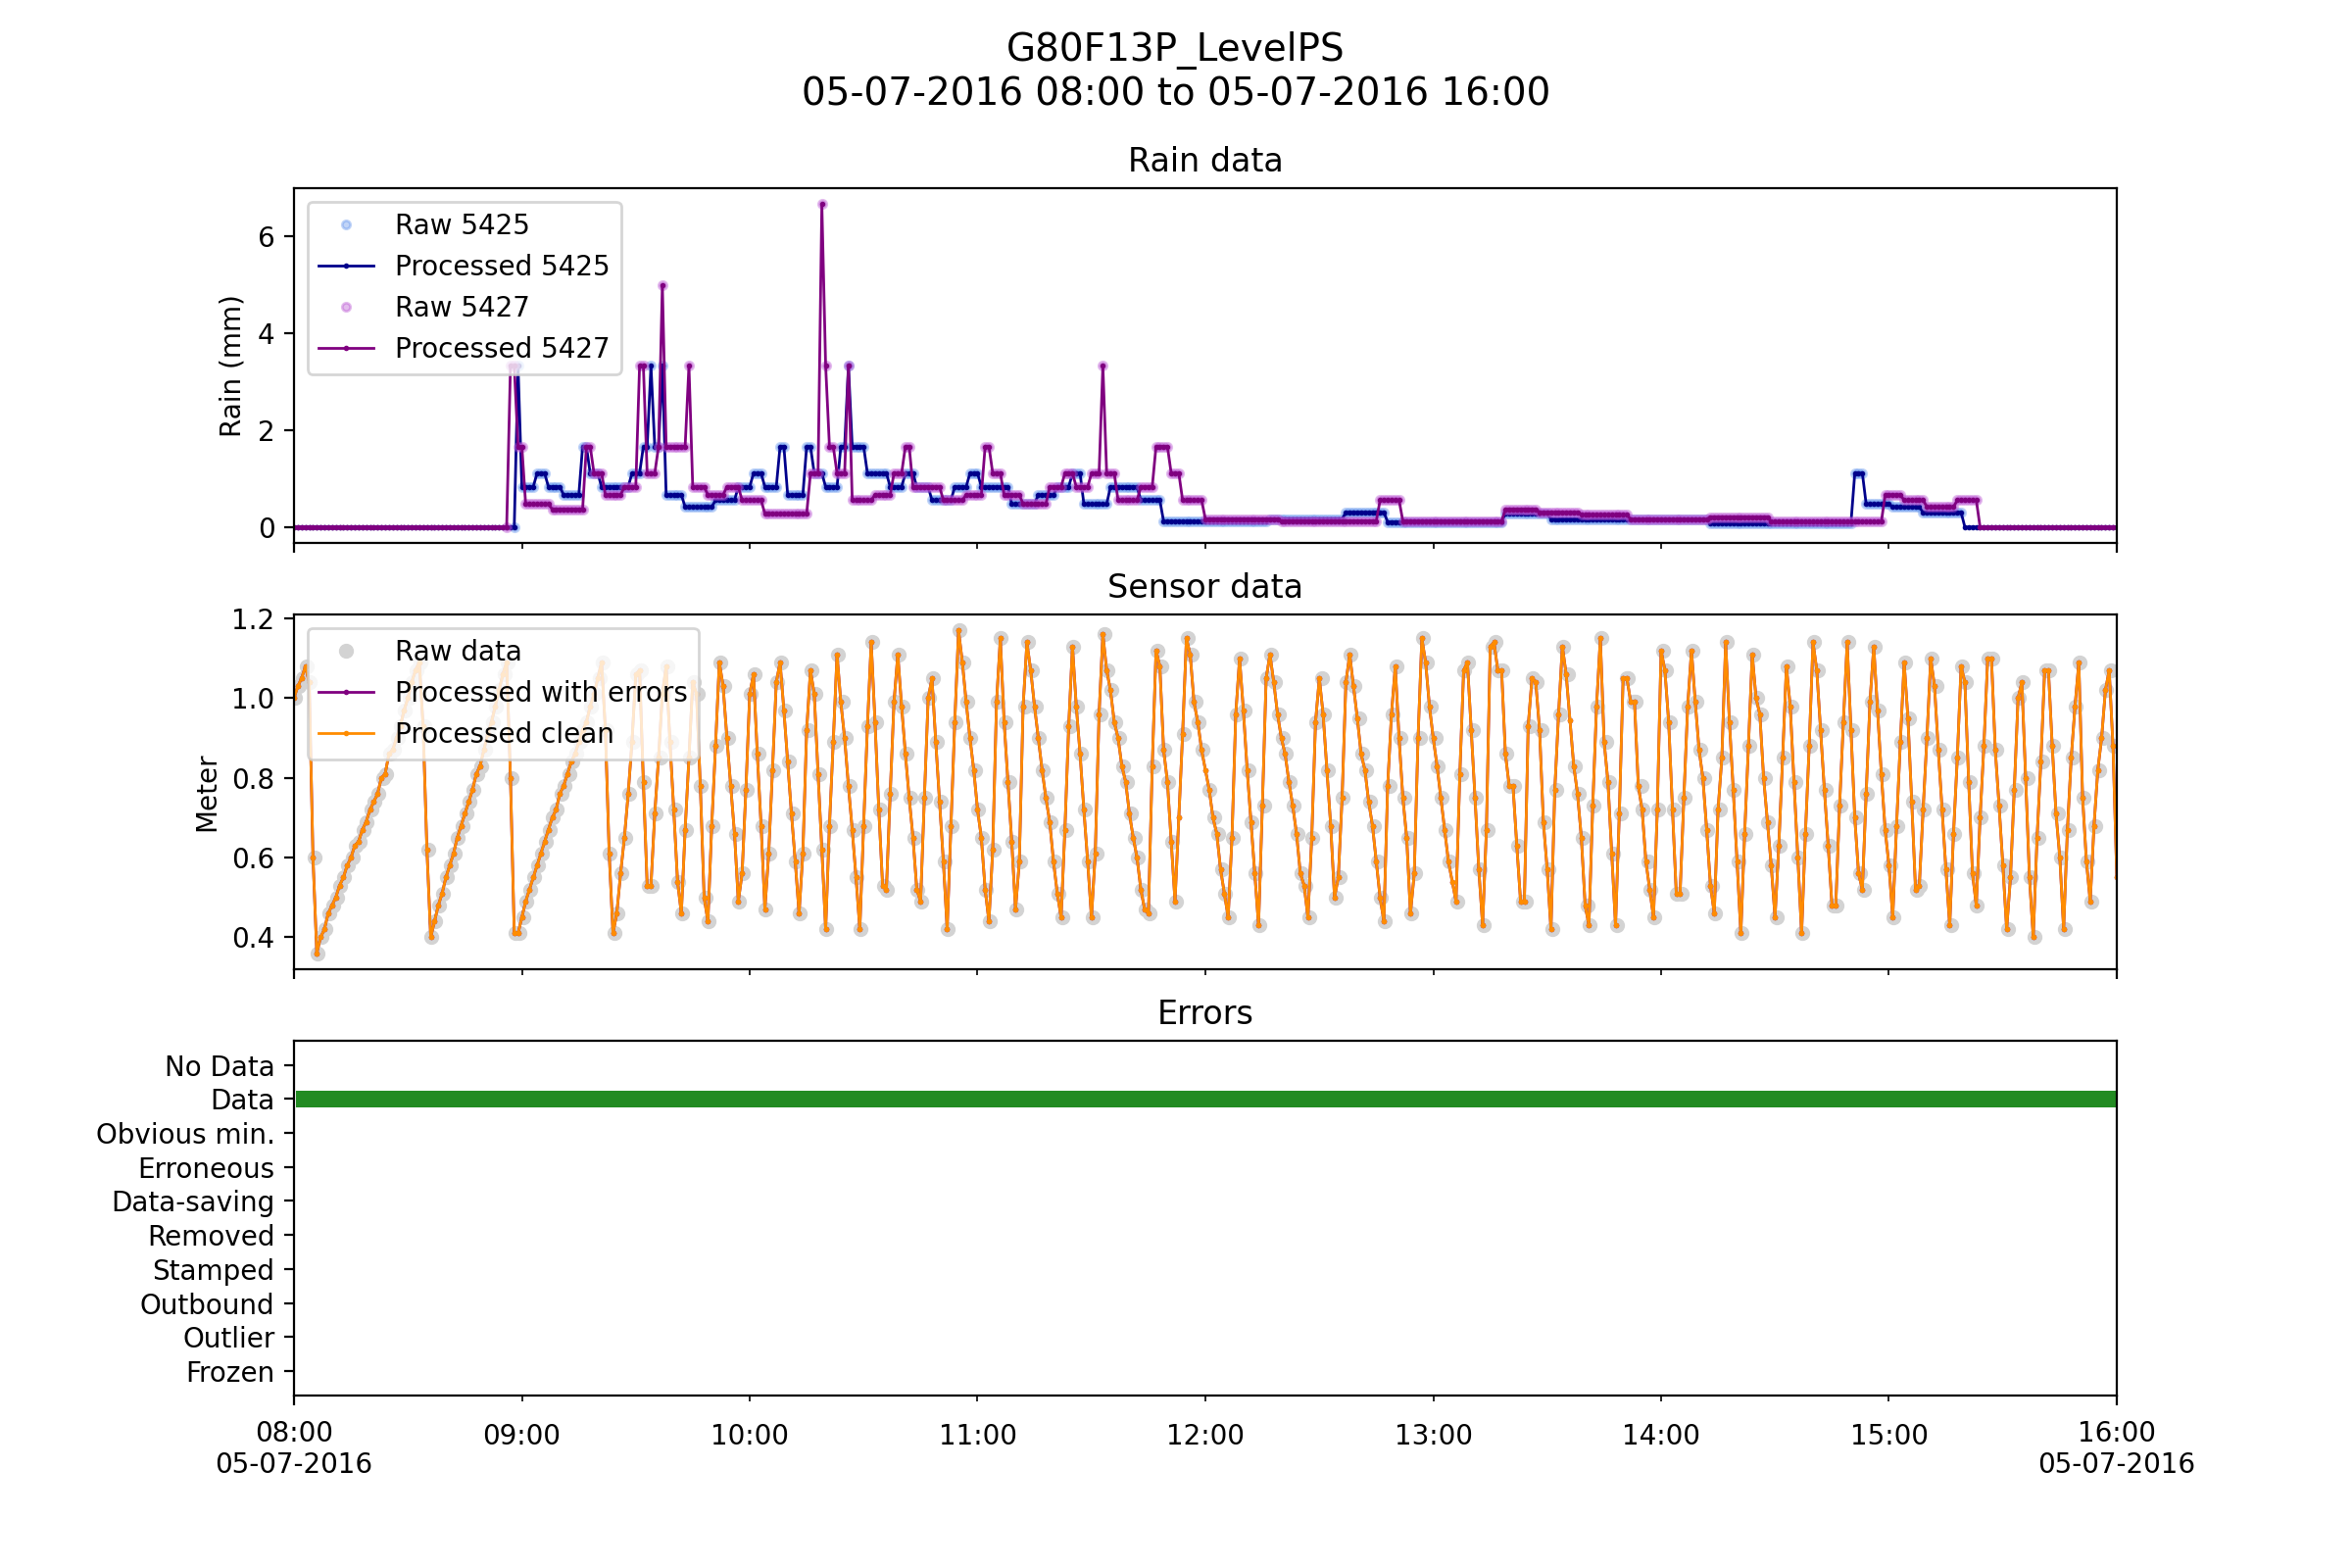 G80F13P_LevelPS
05-07-2016 08:00 to 05-07-2016 16:00
Rain data
Rain (mm)
6
4
2
0
Raw 5425
Processed 5425
Raw 5427
Processed 5427
Sensor data
Meter
1.2
1.0
0.8
0.6
0.4
Raw data
Processed with errors
Processed clean
Errors
No Data
Data
Obvious min.
Erroneous
Data-saving
Removed
Stamped
Outbound
Outlier
Frozen
08:00 09:00 10:00 11:00 12:00 13:00 14:00 15:00 16:00
05-07-2016 05-07-2016